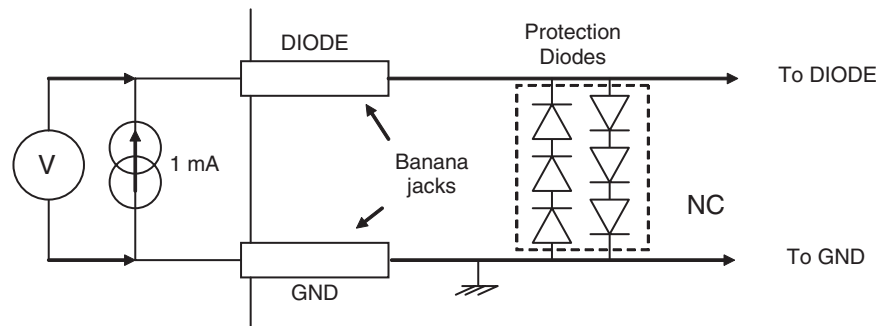 DIODE
Protection
Diodes
To DIODE
V
1 mA
Banana
jacks
NC
To GND
GND